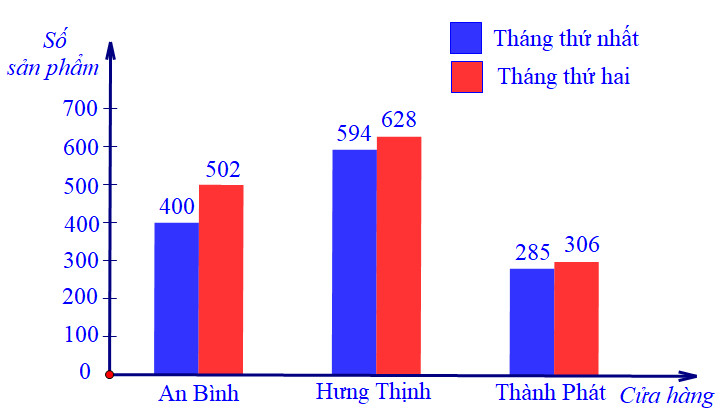 Số
sản phẩm
Tháng thứ nhất
Tháng thứ hai
700
600
500
400
300
200
100
0
400
502
594
628
285
306
An Bình
Hưng Thịnh
Thành Phát
Cửa hàng